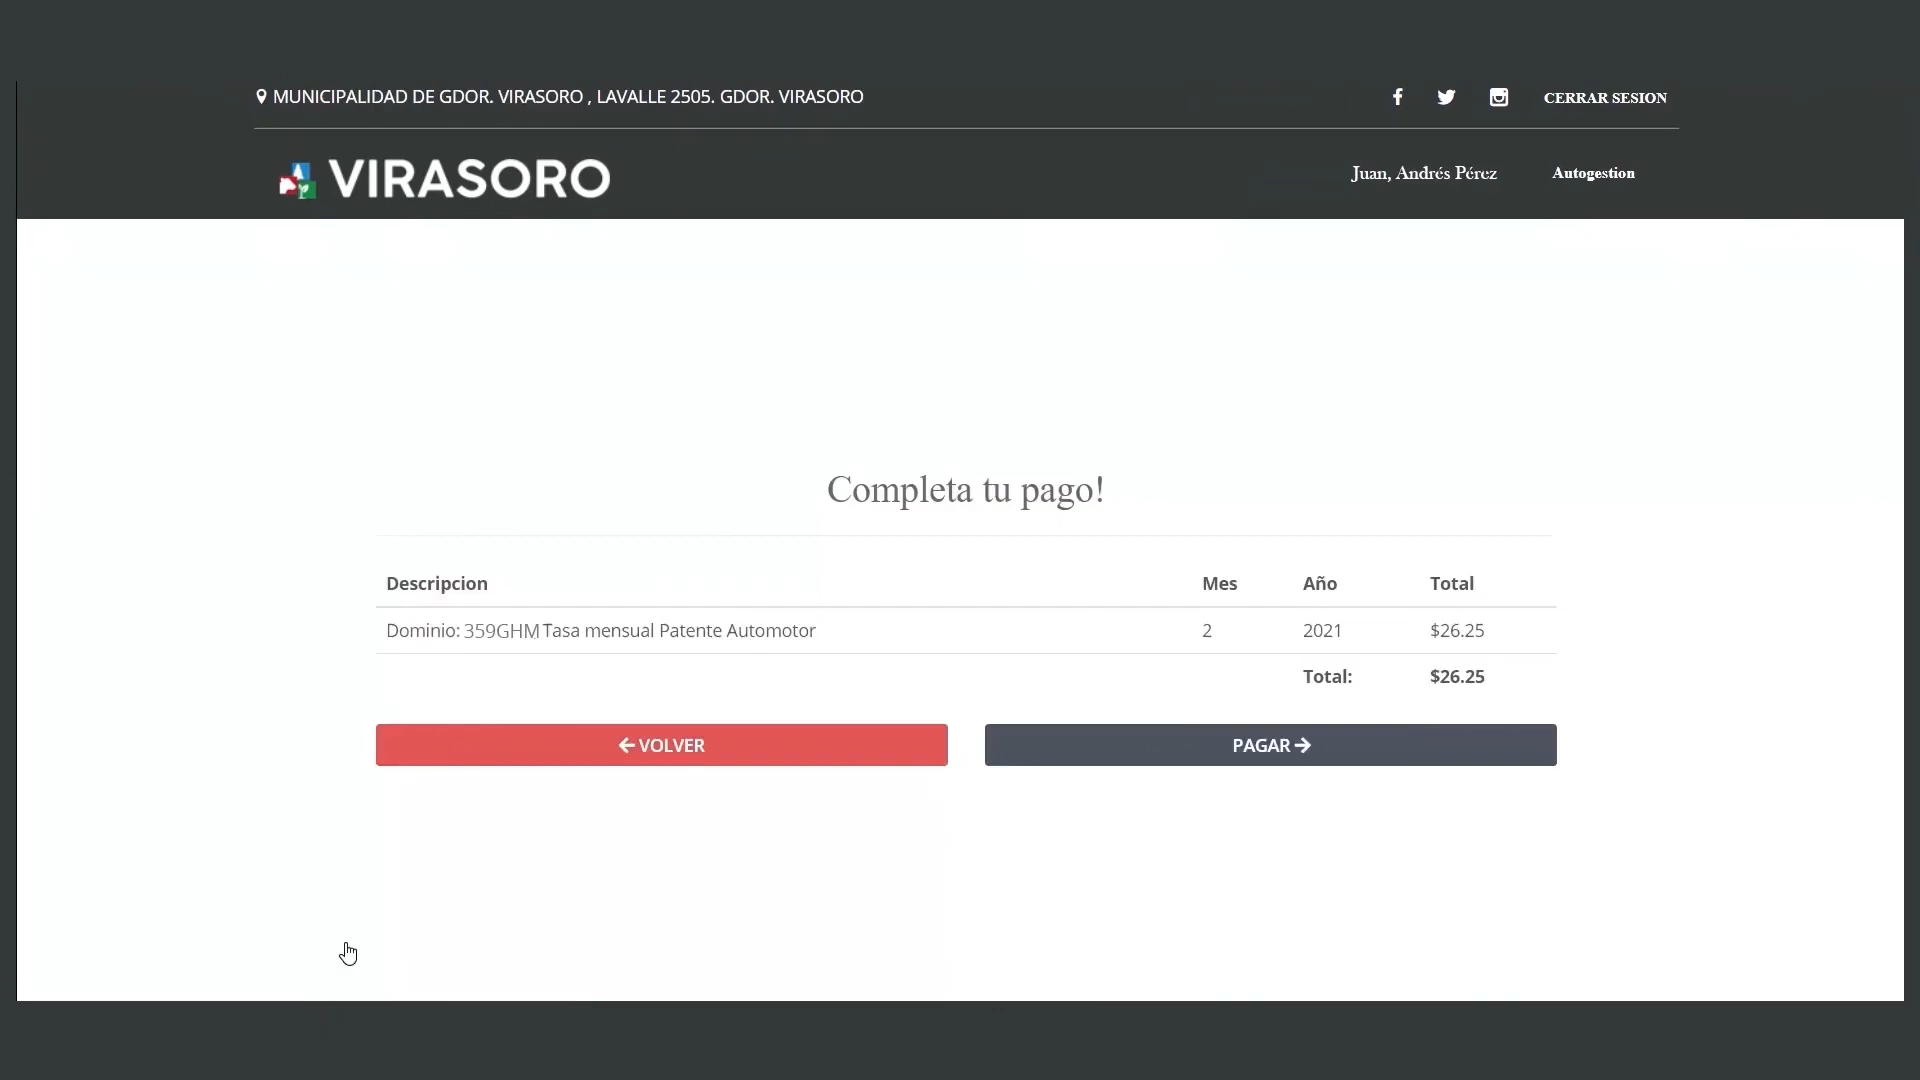 MUNICIPALIDAD DE GDOR. VIRASORO , LAVALLE 2505. GDOR. VIRASORO
CERRAR SESION
VIRASORO
Juan, Andrés Pérez
Autogestion
Completa tu pago!
Descripcion Mes Año Total
Dominio: 359GHM Tasa mensual Patente Automotor 2 2021 $26.25
Total: $26.25
VOLVER
PAGAR